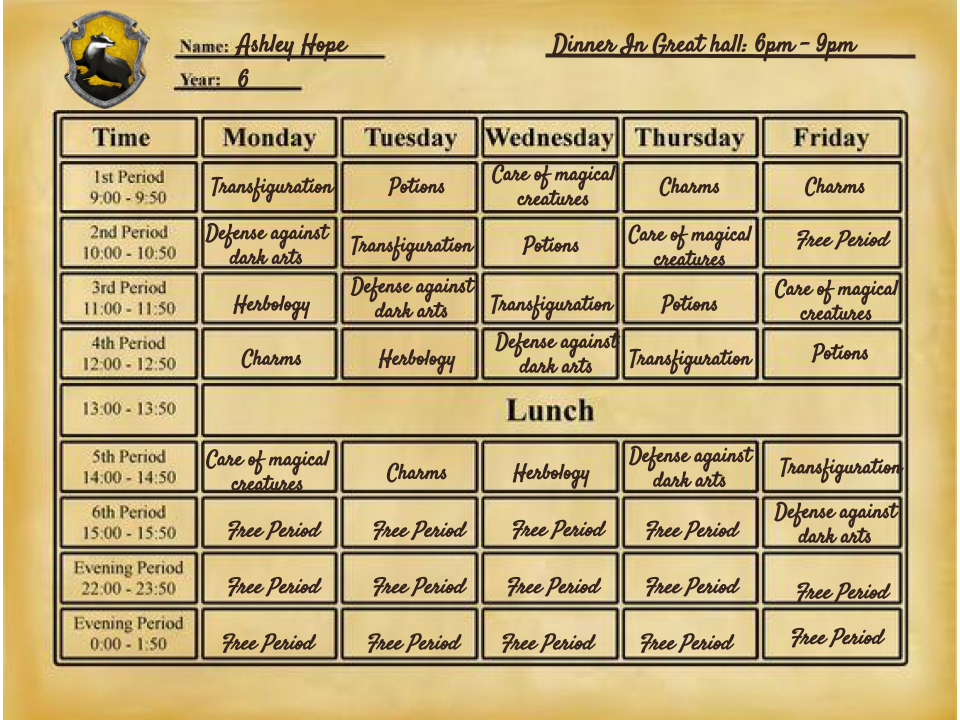 Name: Ashley Hope
Dinner In Great hall: 6pm - 9pm
Year: 6
Time Monday Tuesday Wednesday Thursday Friday
1st Period
9:00 - 9:50
Transfiguration
Potions
Care of magical
creatures
Charms
Charms
2nd Period
10:00 - 10:50
Defense against
dark arts
Transfiguration
Potions
Care of magical
creatures
Free Period
3rd Period
11:00 - 11:50
Herbology
Defense against
dark arts
Transfiguration
Potions
Care of magical
creatures
4th Period
12:00 - 12:50
Charms
Herbology
Defense against
dark arts
Transfiguration
Potions
13:00 - 13:50
Lunch
5th Period
14:00 - 14:50
Care of magical
creatures
Charms
Herbology
Defense against
dark arts
Transfiguration
6th Period
15:00 - 15:50
Free Period
Free Period
Free Period
Free Period
Defense against
dark arts
Evening Period
22:00 - 23:50
Free Period
Free Period
Free Period
Free Period
Free Period
Evening Period
0:00 - 1:50
Free Period
Free Period
Free Period
Free Period
Free Period